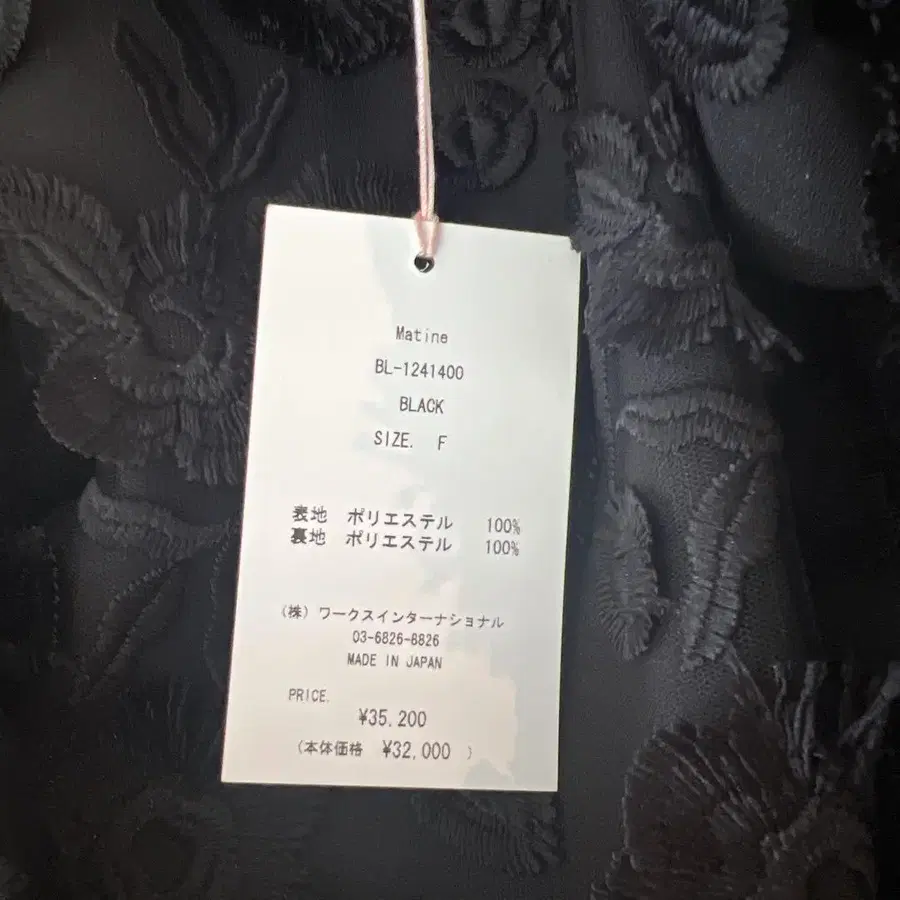 Matine
BL-1241400
BLACK
SIZE. F
表地 ポリエステル 100%
裏地 ポリエステル 100%
(株) ワークスインターナショナル
03-6826-8826
MADE IN JAPAN
PRICE.
¥35,200
(本体価格 ¥32,000 )